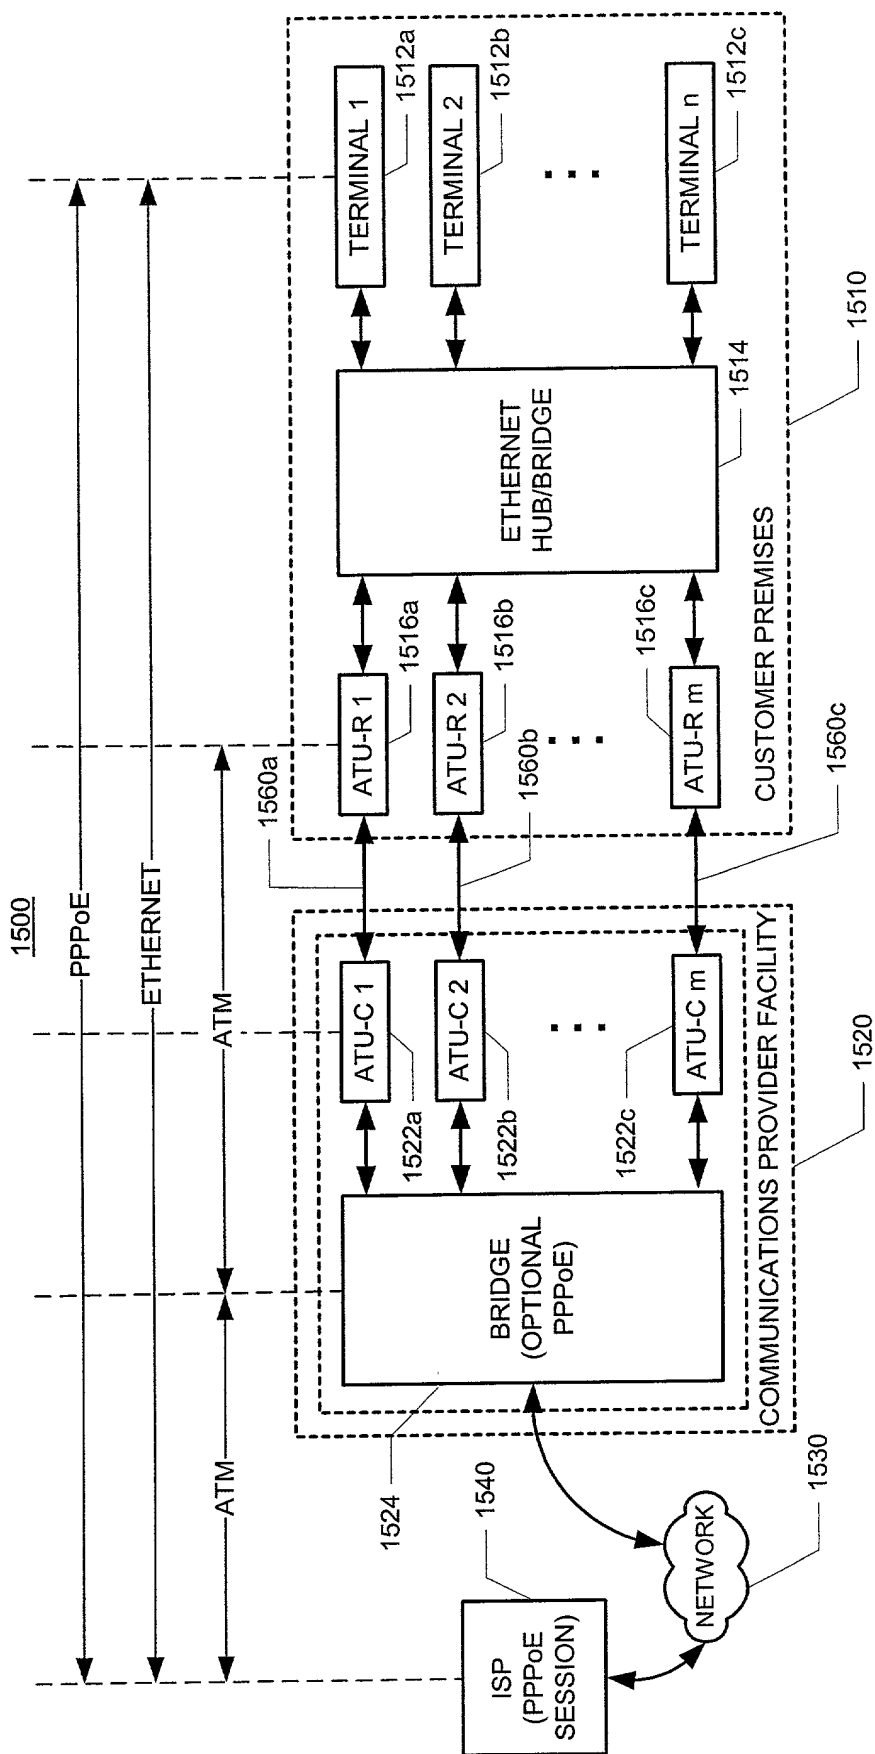 1500
PPPoE
ETHERNET
ATM
ATM
ISP
(PPPoE
SESSION)
1540
NETWORK
1530
1524
BRIDGE
(OPTIONAL
PPPoE)
ATU-C 1
1522a
ATU-C 2
1522b
ATU-C m
1522c
COMMUNICATIONS PROVIDER FACILITY
1520
1560a
1560b
1560c
ATU-R 1
1516a
ATU-R 2
1516b
ATU-R m
1516c
ETHERNET
HUB/BRIDGE
1514
TERMINAL 1
1512a
TERMINAL 2
1512b
TERMINAL n
1512c
CUSTOMER PREMISES
1510